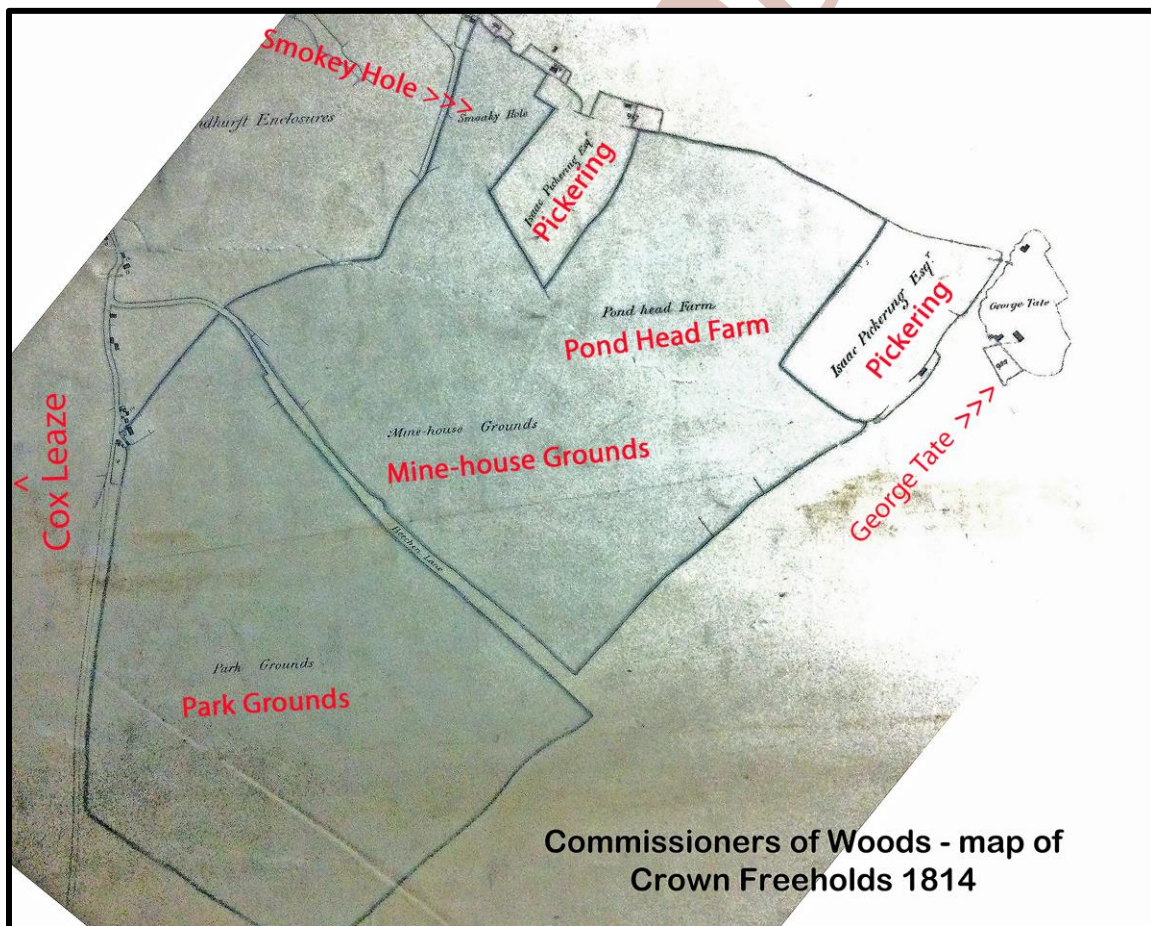 Smokey Hole >>>
Smoaky Hole
dhurst Enclosures
Isaac Pickering Esqr.
Pickering
Isaac Pickering Esqr.
Pickering
George Tate
Pond head Farm
Pond Head Farm
George Tate >>>
Mine-house Grounds
Mine-house Grounds
< Cox Leaze
Beechen Lane
Park Grounds
Park Grounds
Commissioners of Woods - map of
Crown Freeholds 1814